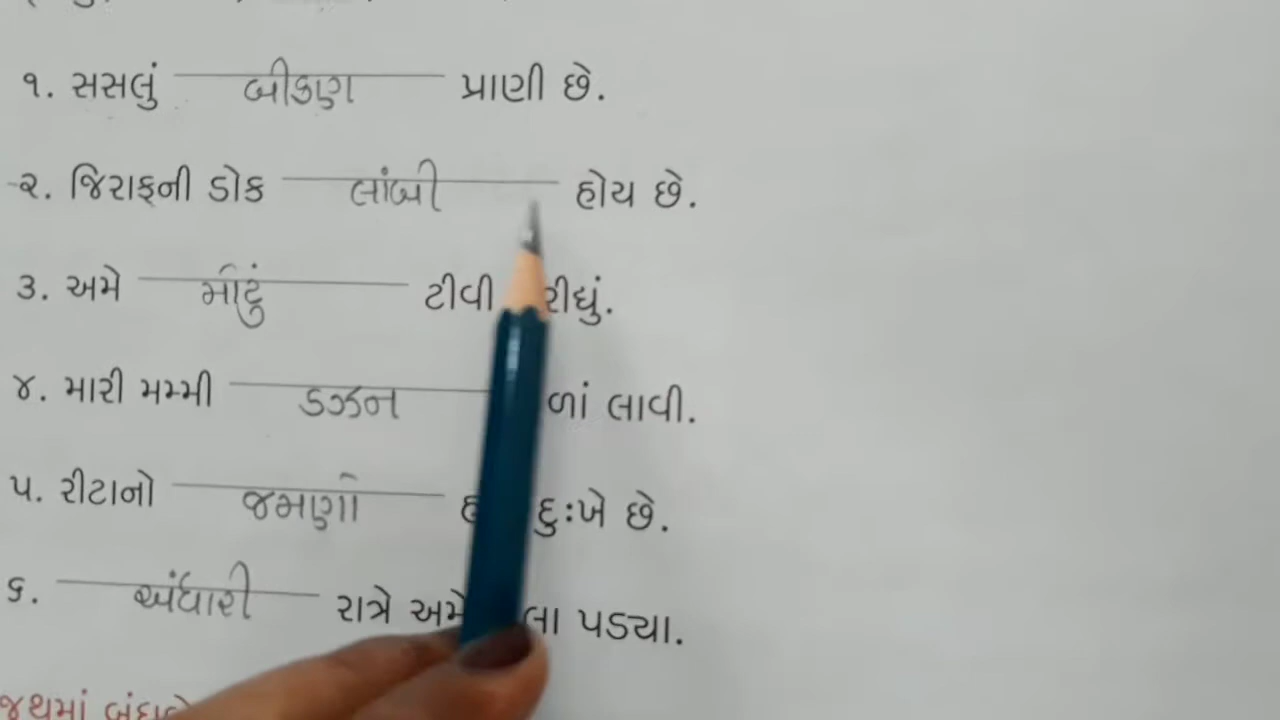 ૧. સસલું બીકણ પ્રાણી છે.
૨. જિરાફની ડોક લાંબી હોય છે.
૩. અમે મોટું ટીવી રીધું.
૪. મારી મમ્મી ડઝન ળાં લાવી.
૫. રીટાનો જમણો દુઃખે છે.
૬. અંધારી રાત્રે અમે લા પડ્યા.